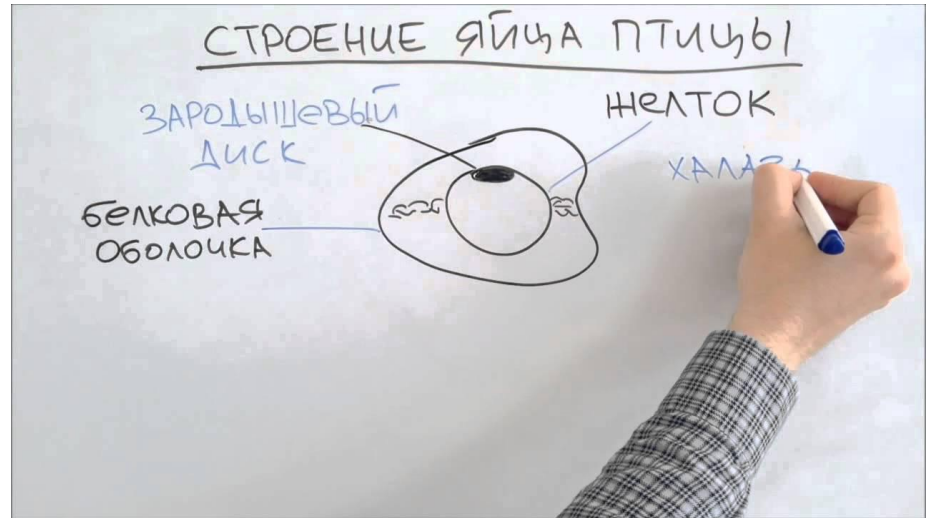 СТРОЕНИЕ ЯЙЦА ПТИЦЫ
ЗАРОДЫШЕВЫЙ
ДИСК
ЖЕЛТОК
БЕЛКОВАЯ
ОБОЛОЧКА